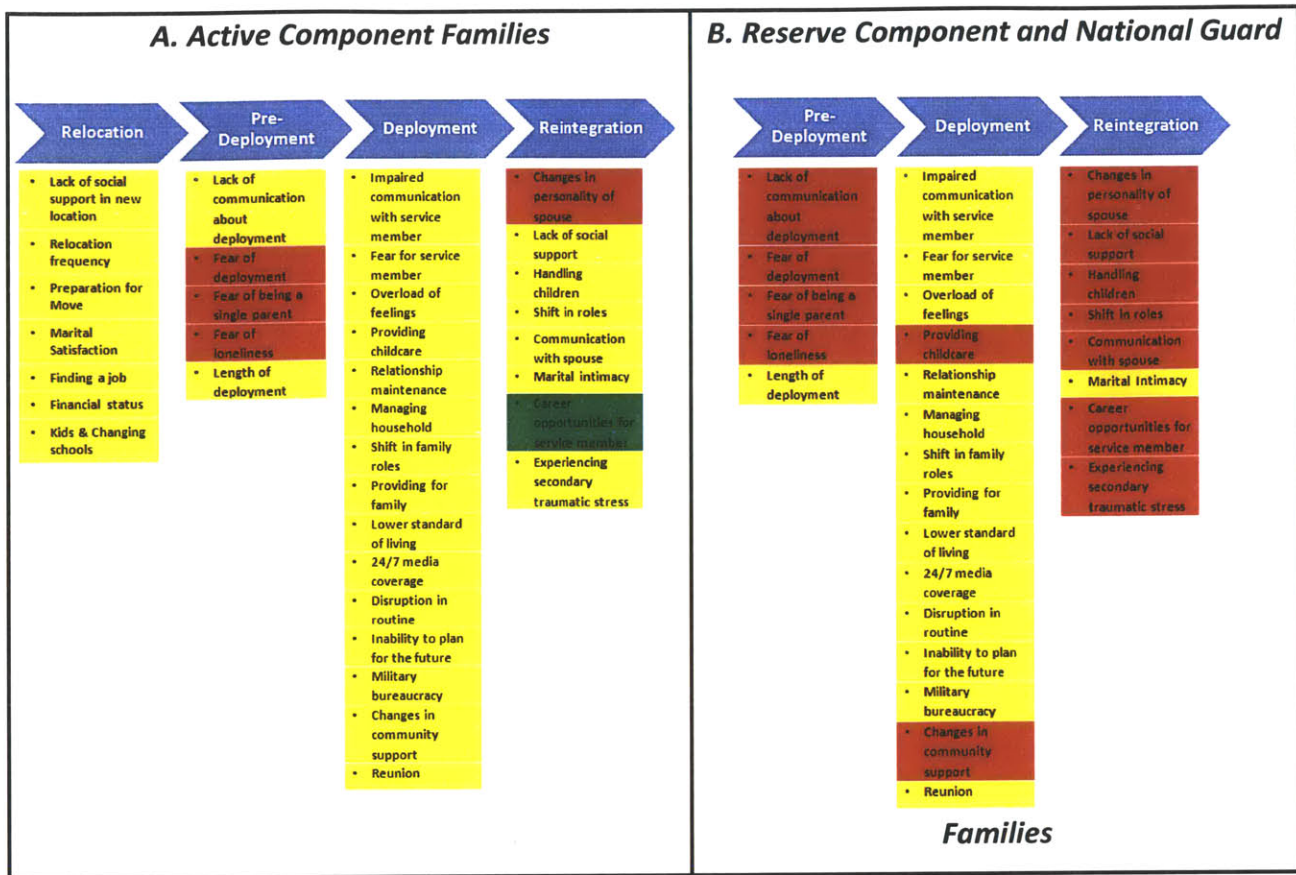 A. Active Component Families
Relocation
Pre-
Deployment
Deployment
Reintegration
• Lack of social
support in new
location
• Relocation
frequency
• Preparation for
Move
• Marital
Satisfaction
• Finding a job
• Financial status
• Kids & Changing
schools
• Lack of
communication
about
deployment
• Fear of
deployment
• Fear of being a
single parent
• Fear of
loneliness
• Length of
deployment
• Impaired
communication
with service
member
• Fear for service
member
• Overload of
feelings
• Providing
childcare
• Relationship
maintenance
• Managing
household
• Shift in family
roles
• Providing for
family
• Lower standard
of living
• 24/7 media
coverage
• Disruption in
routine
• Inability to plan
for the future
• Military
bureaucracy
• Changes in
community
support
• Reunion
• Changes in
personality of
spouse
• Lack of social
support
• Handling
children
• Shift in roles
• Communication
with spouse
• Marital intimacy
• Career
opportunities for
service member
• Experiencing
secondary
traumatic stress
B. Reserve Component and National Guard
Pre-
Deployment
Deployment
Reintegration
• Lack of
communication
about
deployment
• Fear of
deployment
• Fear of being a
single parent
• Fear of
loneliness
• Length of
deployment
• Impaired
communication
with service
member
• Fear for service
member
• Overload of
feelings
• Providing
childcare
• Relationship
maintenance
• Managing
household
• Shift in family
roles
• Providing for
family
• Lower standard
of living
• 24/7 media
coverage
• Disruption in
routine
• Inability to plan
for the future
• Military
bureaucracy
• Changes in
community
support
• Reunion
• Changes in
personality of
spouse
• Lack of social
support
• Handling
children
• Shift in roles
• Communication
with spouse
• Marital Intimacy
• Career
opportunities for
service member
• Experiencing
secondary
traumatic stress
Families